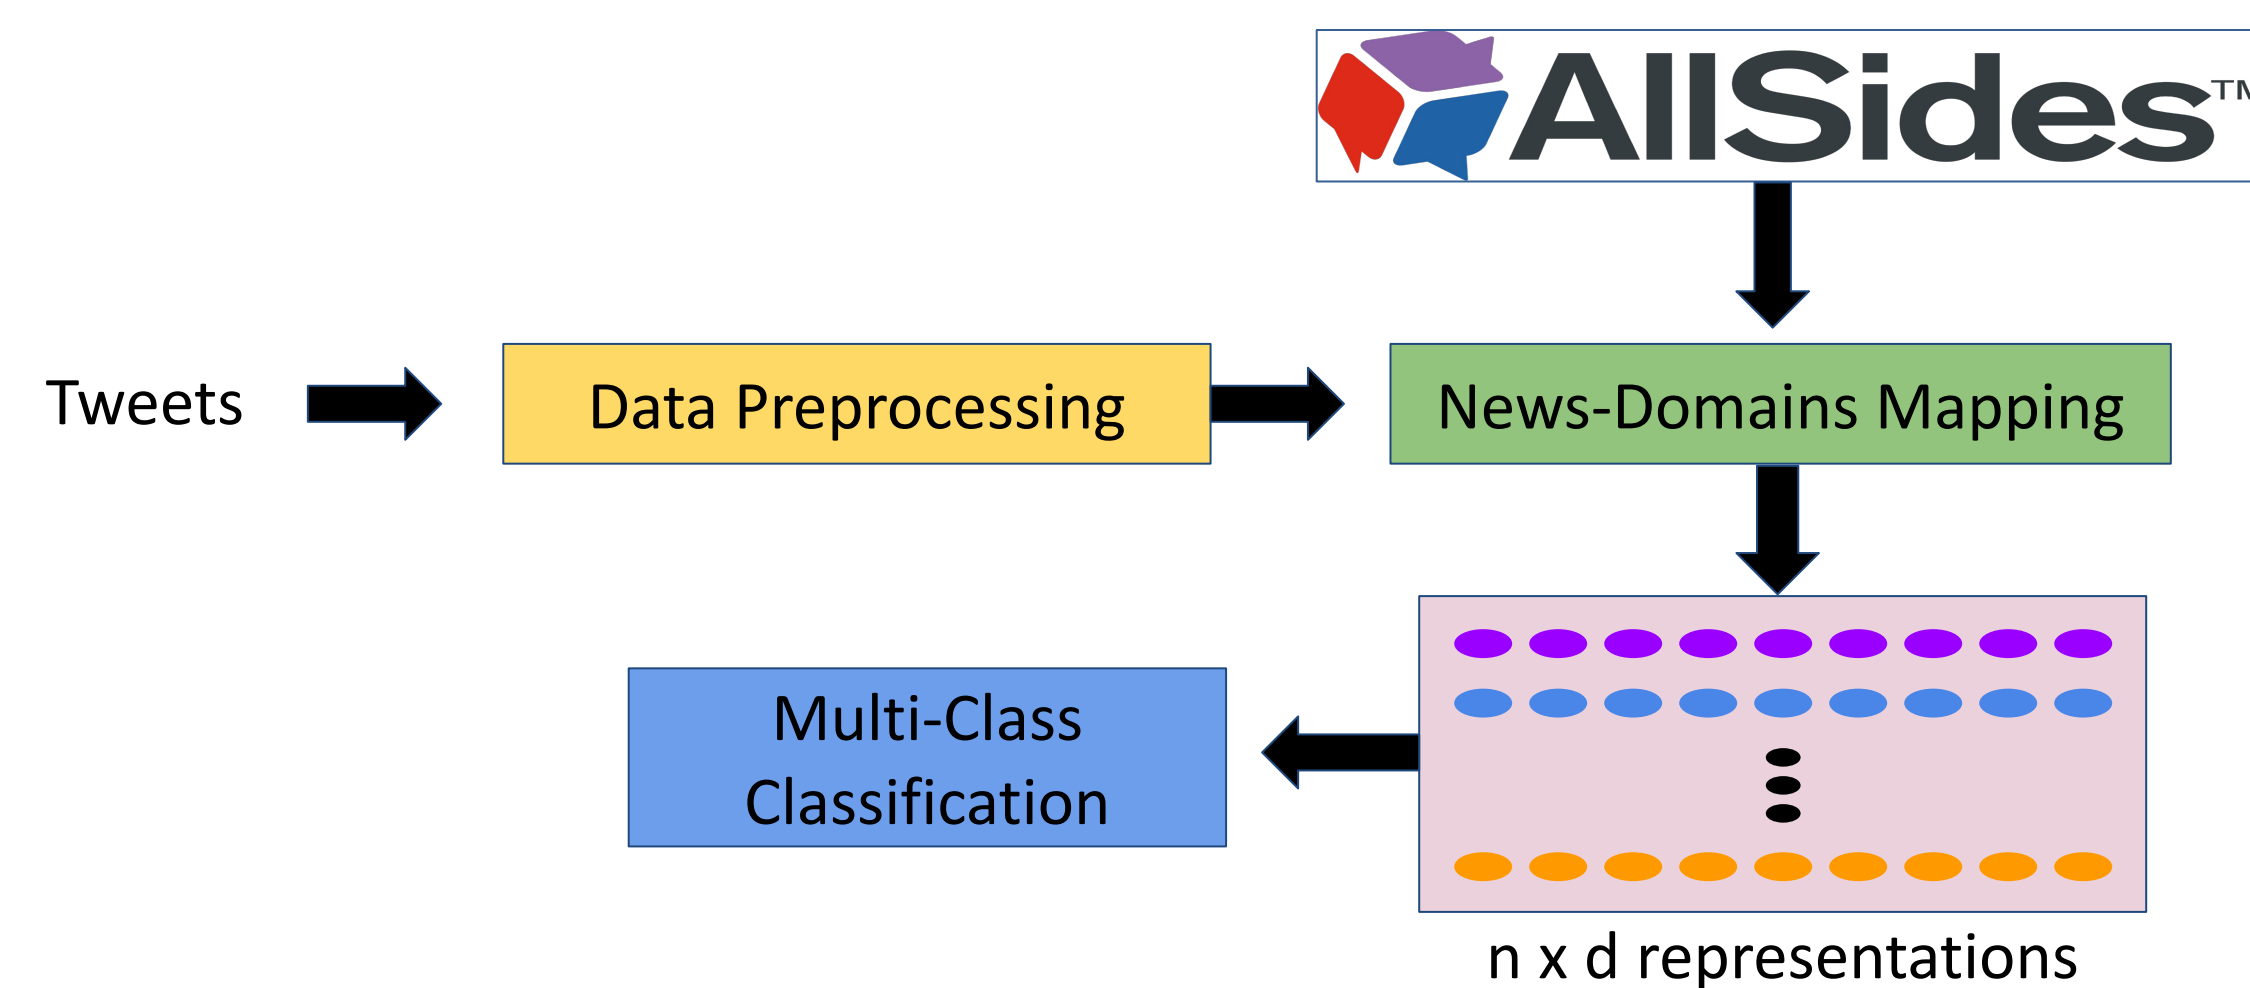 AllSides™
Tweets
Data Preprocessing
News-Domains Mapping
Multi-Class
Classification
n x d representations